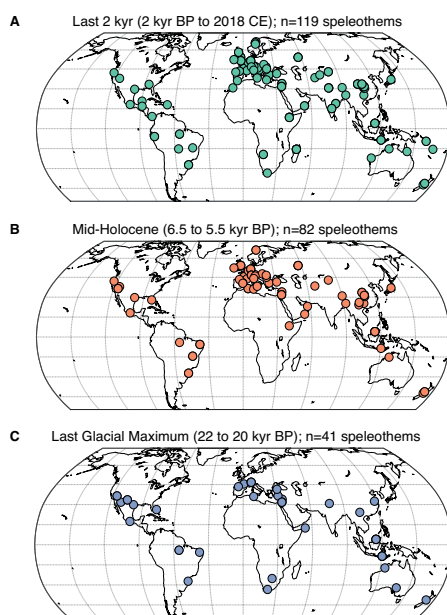 A Last 2 kyr (2 kyr BP to 2018 CE); n=119 speleothems
B Mid-Holocene (6.5 to 5.5 kyr BP); n=82 speleothems
C Last Glacial Maximum (22 to 20 kyr BP); n=41 speleothems